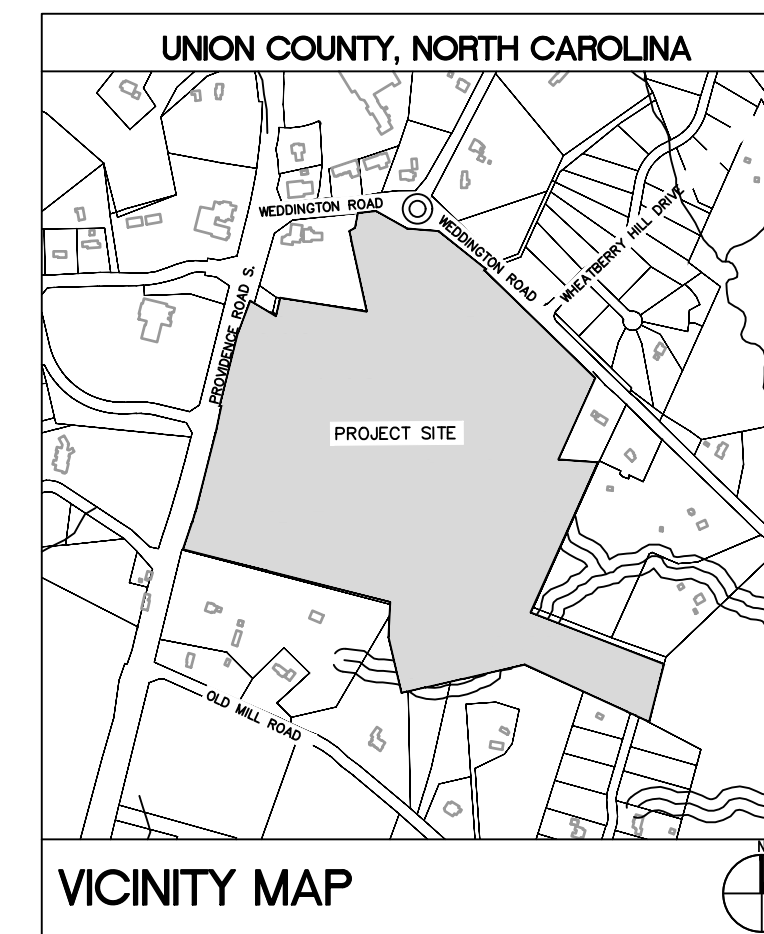 UNION COUNTY, NORTH CAROLINA
WEDDINGTON ROAD
WEDDINGTON ROAD
WHEATBERRY HILL DRIVE
PROVIDENCE ROAD S.
PROJECT SITE
OLD MILL ROAD
VICINITY MAP
N